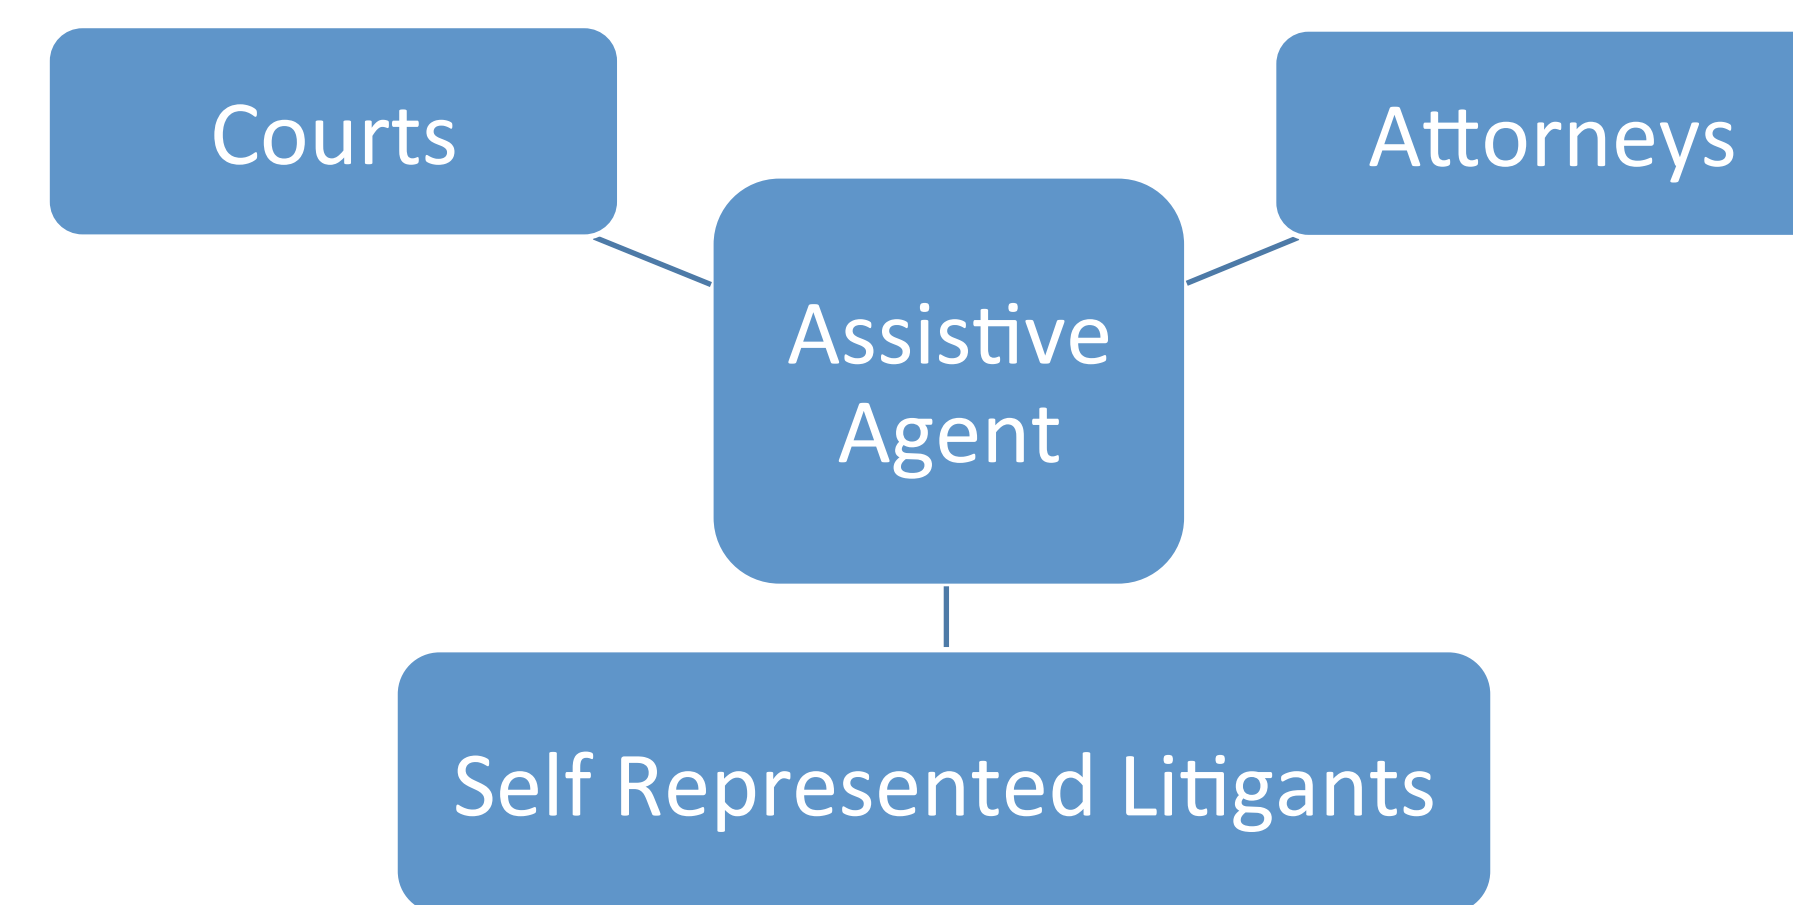 Courts
Attorneys
Assistive
Agent
Self Represented Litigants